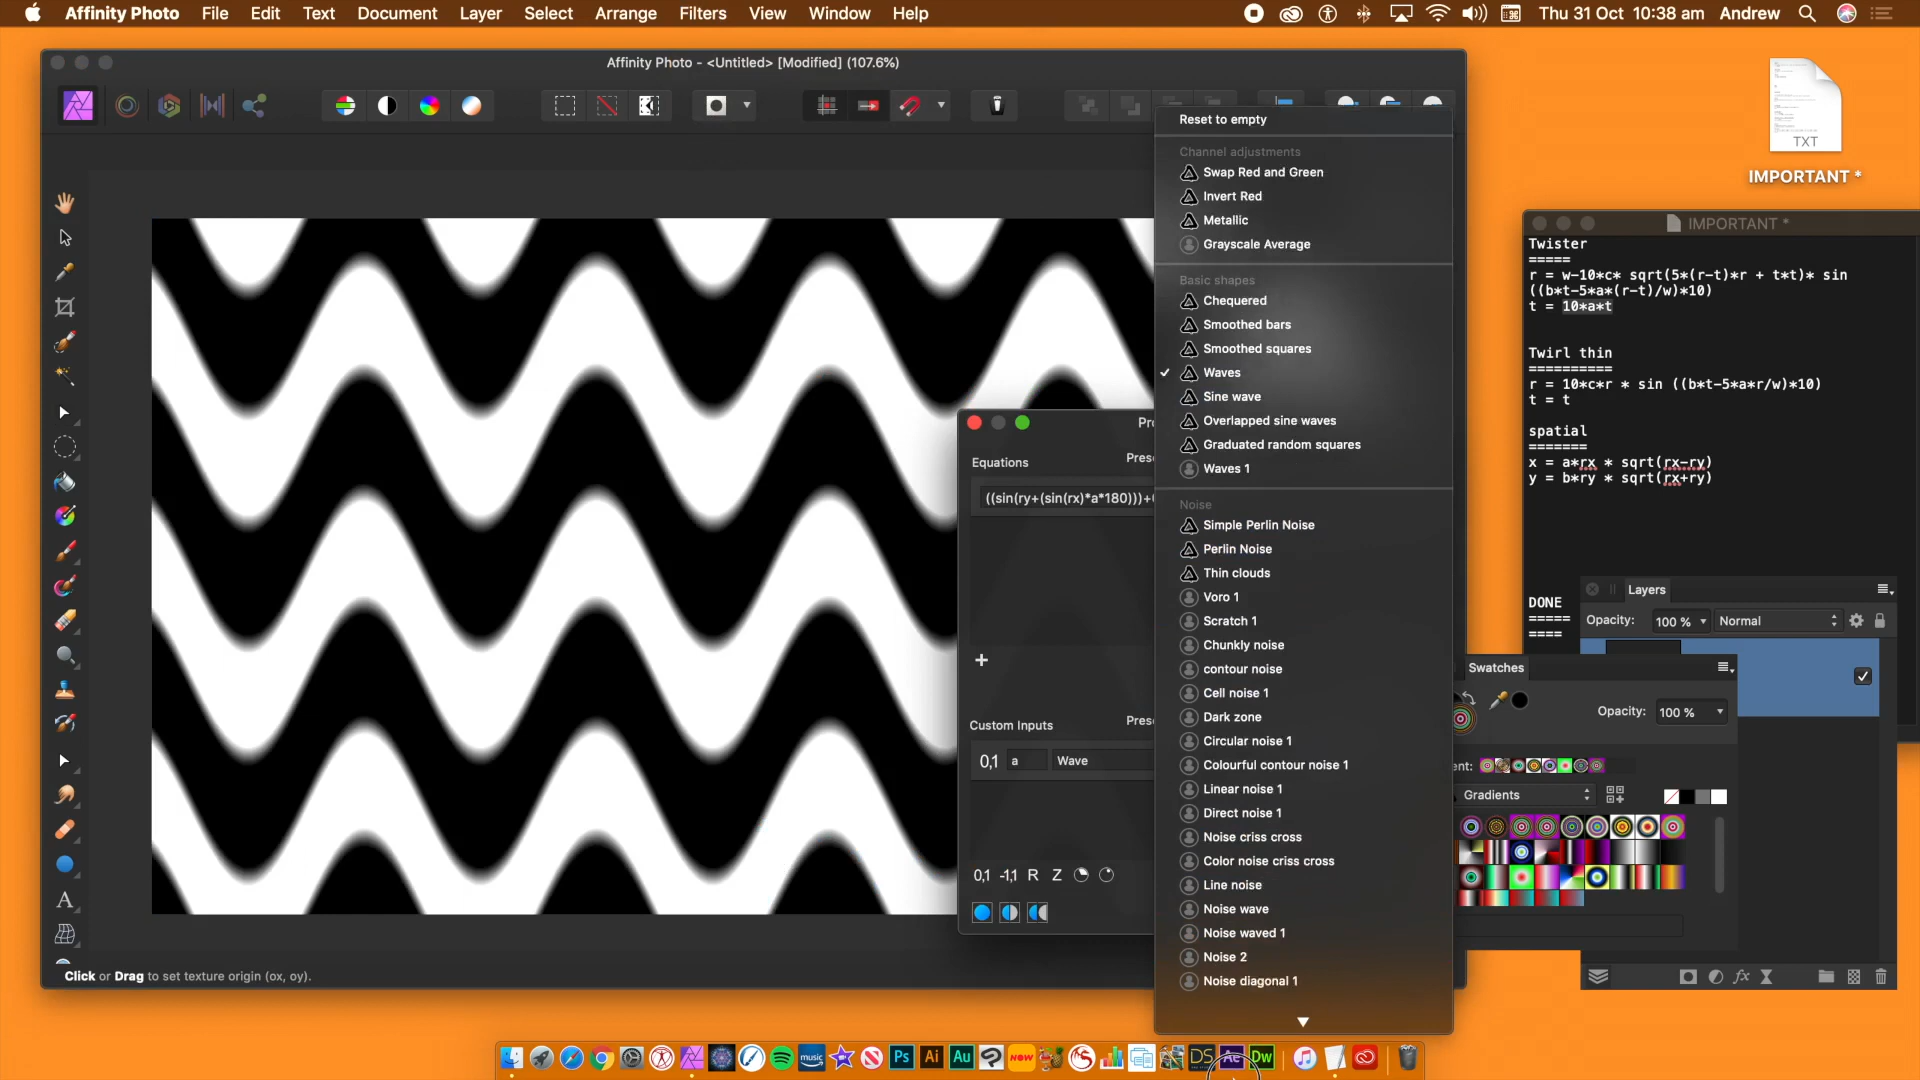 Affinity Photo File Edit Text Document Layer Select Arrange Filters View Window Help
Thu 31 Oct 10:38 am Andrew
Affinity Photo - <Untitled> [Modified] (107.6%)
TXT
IMPORTANT *
Reset to empty
Channel adjustments
Swap Red and Green
Invert Red
Metallic
Grayscale Average
Basic shapes
Chequered
Smoothed bars
Smoothed squares
Waves
Sine wave
Overlapped sine waves
Graduated random squares
Waves 1
Noise
Simple Perlin Noise
Perlin Noise
Thin clouds
Voro 1
Scratch 1
Chunkly noise
contour noise
Cell noise 1
Dark zone
Circular noise 1
Colourful contour noise 1
Linear noise 1
Direct noise 1
Noise criss cross
Color noise criss cross
Line noise
Noise wave
Noise waved 1
Noise 2
Noise diagonal 1
Equations
((sin(ry+(sin(rx)*a*180)))+
Custom Inputs
0,1 a Wave
0,1 -1,1 R Z
IMPORTANT *
Twister
=====
r = w-10*c* sqrt(5*(r-t)*r + t*t)* sin
((b*t-5*a*(r-t)/w)*10)
t = 10*a*t
Twirl thin
==========
r = 10*c*r * sin ((b*t-5*a*r/w)*10)
t = t
spatial
=======
x = a*rx * sqrt(rx-ry)
y = b*ry * sqrt(rx+ry)
DONE
=====
====
Layers
Opacity: 100 % Normal
Swatches
Opacity: 100 %
Gradients
Click or Drag to set texture origin (ox, oy).
music Ps Ai Au NOW DS Ae Dw